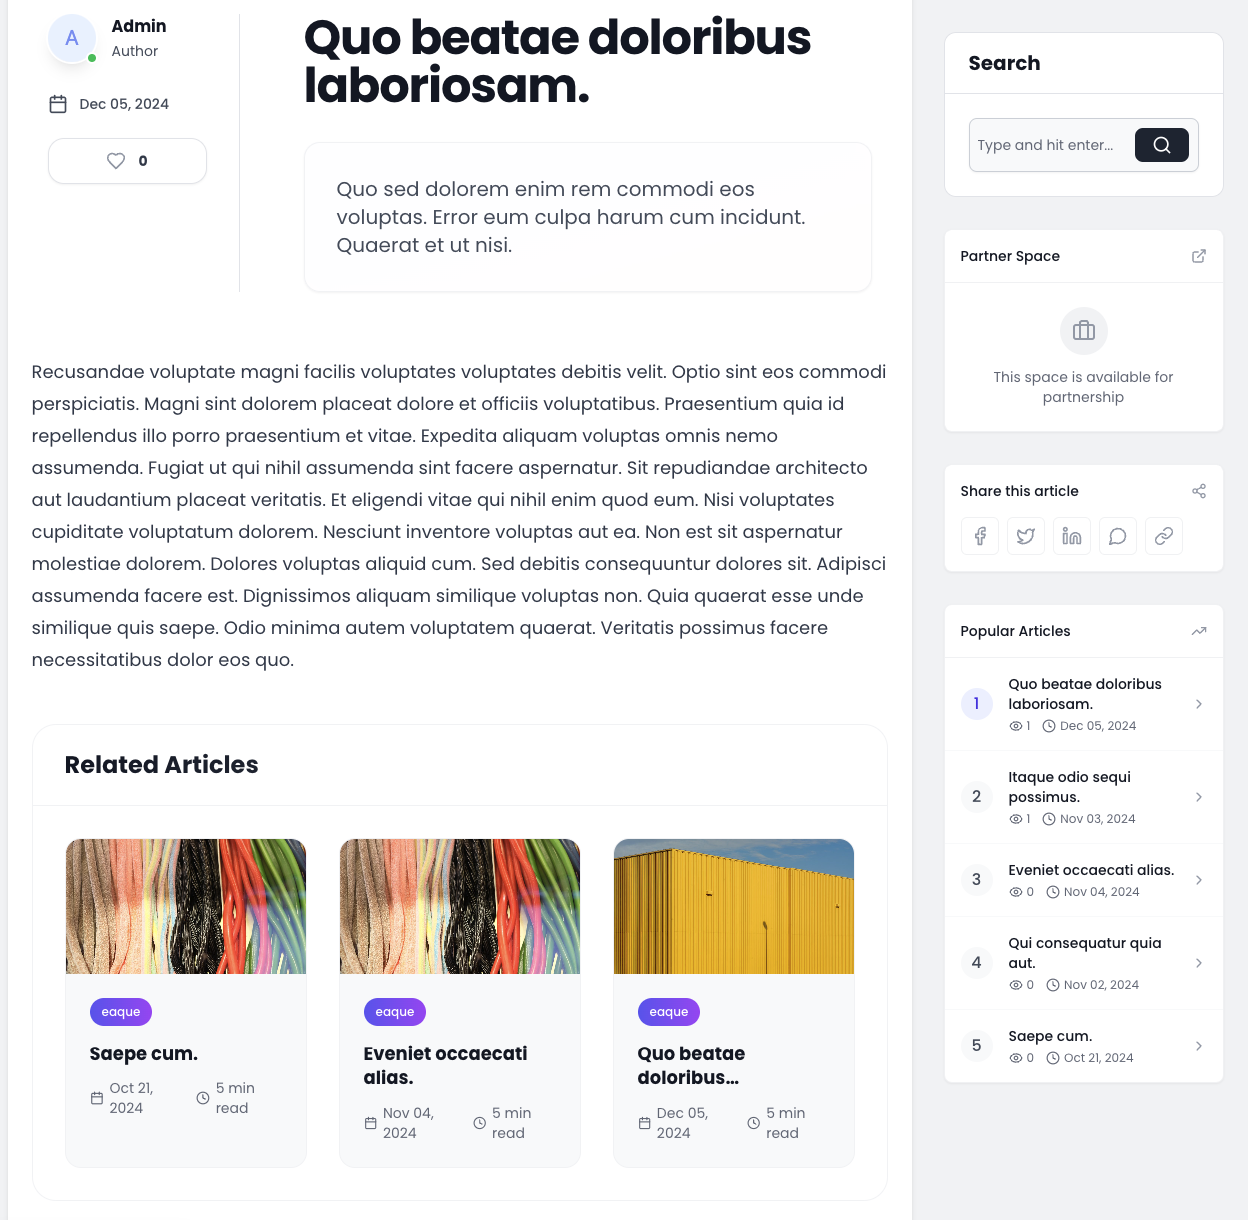 A
Admin
Author
Dec 05, 2024
0
Quo beatae doloribus
laboriosam.
Quo sed dolorem enim rem commodi eos
voluptas. Error eum culpa harum cum incidunt.
Quaerat et ut nisi.
Recusandae voluptate magni facilis voluptates voluptates debitis velit. Optio sint eos commodi
perspiciatis. Magni sint dolorem placeat dolore et officiis voluptatibus. Praesentium quia id
repellendus illo porro praesentium et vitae. Expedita aliquam voluptas omnis nemo
assumenda. Fugiat ut qui nihil assumenda sint facere aspernatur. Sit repudiandae architecto
aut laudantium placeat veritatis. Et eligendi vitae qui nihil enim quod eum. Nisi voluptates
cupiditate voluptatum dolorem. Nesciunt inventore voluptas aut ea. Non est sit aspernatur
molestiae dolorem. Dolores voluptas aliquid cum. Sed debitis consequuntur dolores sit. Adipisci
assumenda facere est. Dignissimos aliquam similique voluptas non. Quia quaerat esse unde
similique quis saepe. Odio minima autem voluptatem quaerat. Veritatis possimus facere
necessitatibus dolor eos quo.
Related Articles
eaque
Saepe cum.
Oct 21,
2024
5 min
read
eaque
Eveniet occaecati
alias.
Nov 04,
2024
5 min
read
eaque
Quo beatae
doloribus...
Dec 05,
2024
5 min
read
Search
Type and hit enter...
Partner Space
This space is available for
partnership
Share this article
Popular Articles
1
Quo beatae doloribus
laboriosam.
1 Dec 05, 2024
2
Itaque odio sequi
possimus.
1 Nov 03, 2024
3
Eveniet occaecati alias.
0 Nov 04, 2024
4
Qui consequatur quia
aut.
0 Nov 02, 2024
5
Saepe cum.
0 Oct 21, 2024